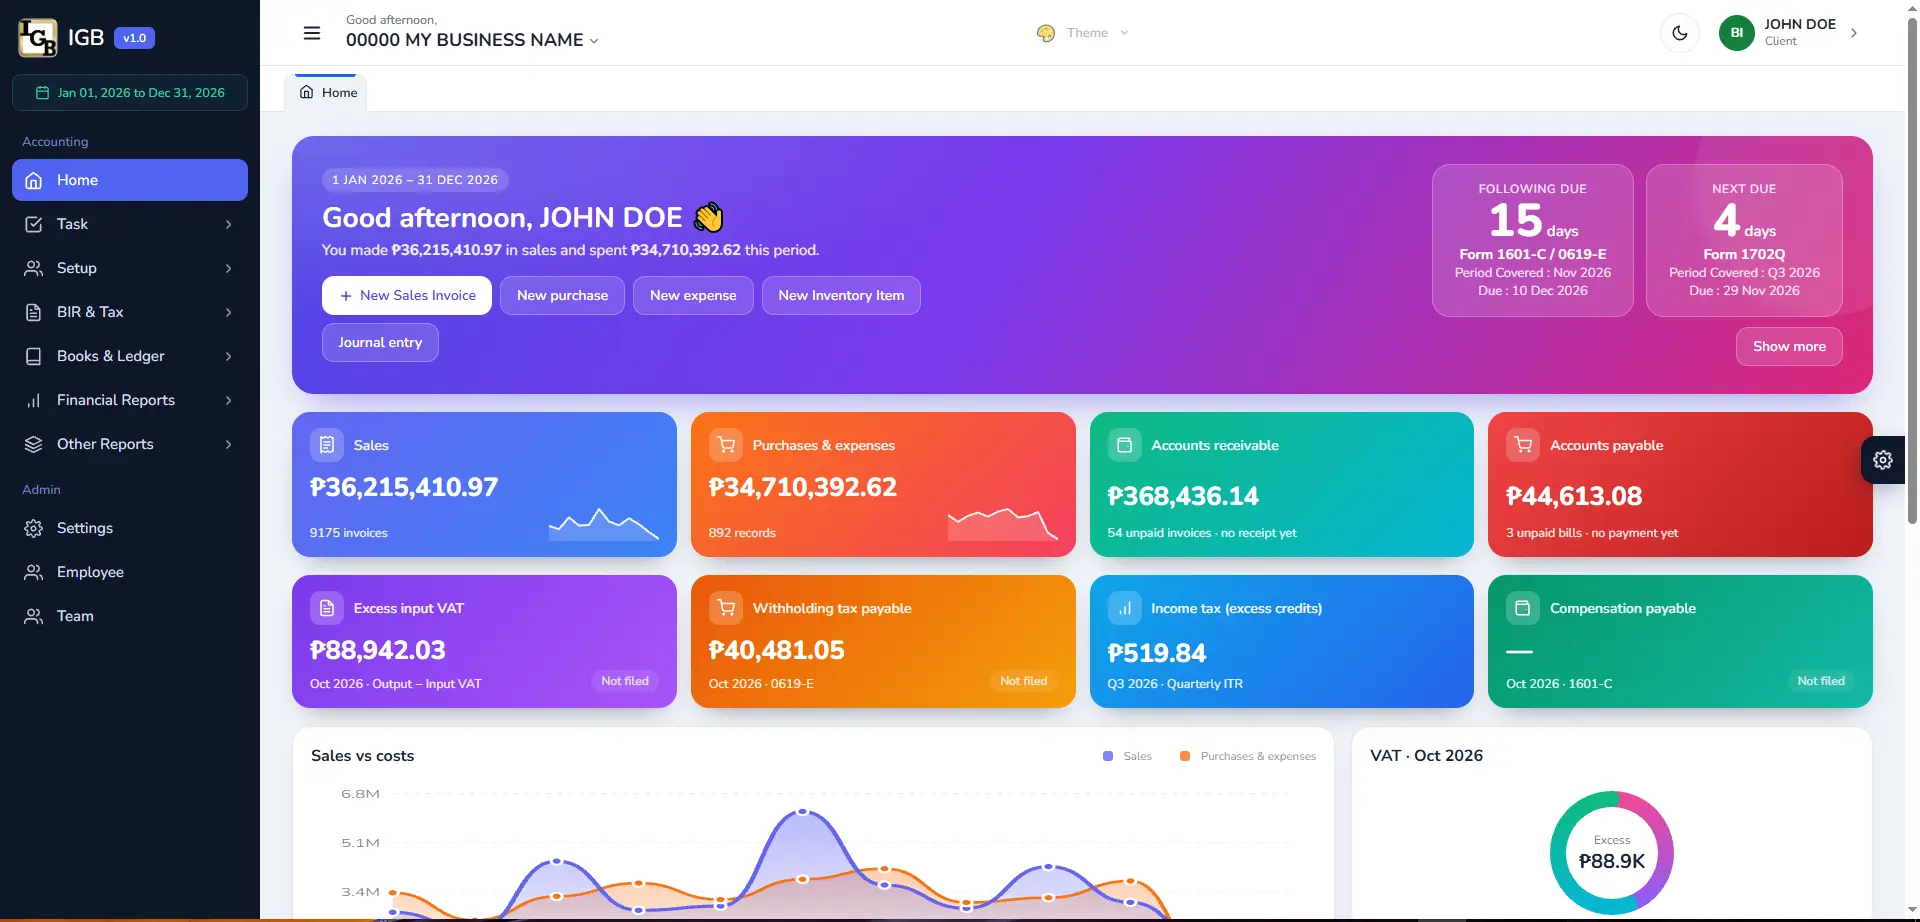 IGB
IGB v1.0
Jan 01, 2026 to Dec 31, 2026
Accounting
Home
Task
Setup
BIR & Tax
Books & Ledger
Financial Reports
Other Reports
Admin
Settings
Employee
Team
Good afternoon,
00000 MY BUSINESS NAME
Theme
BI
JOHN DOE
Client
Home
1 JAN 2026 – 31 DEC 2026
Good afternoon, JOHN DOE 👋
You made ₱36,215,410.97 in sales and spent ₱34,710,392.62 this period.
+ New Sales Invoice
New purchase
New expense
New Inventory Item
Journal entry
FOLLOWING DUE
15 days
Form 1601-C / 0619-E
Period Covered : Nov 2026
Due : 10 Dec 2026
NEXT DUE
4 days
Form 1702Q
Period Covered : Q3 2026
Due : 29 Nov 2026
Show more
Sales
₱36,215,410.97
9175 invoices
Purchases & expenses
₱34,710,392.62
892 records
Accounts receivable
₱368,436.14
54 unpaid invoices · no receipt yet
Accounts payable
₱44,613.08
3 unpaid bills · no payment yet
Excess input VAT
₱88,942.03
Oct 2026 · Output – Input VAT
Not filed
Withholding tax payable
₱40,481.05
Oct 2026 · 0619-E
Not filed
Income tax (excess credits)
₱519.84
Q3 2026 · Quarterly ITR
Compensation payable
—
Oct 2026 · 1601-C
Not filed
Sales vs costs
Sales
Purchases & expenses
6.8M
5.1M
3.4M
VAT · Oct 2026
Excess
₱88.9K